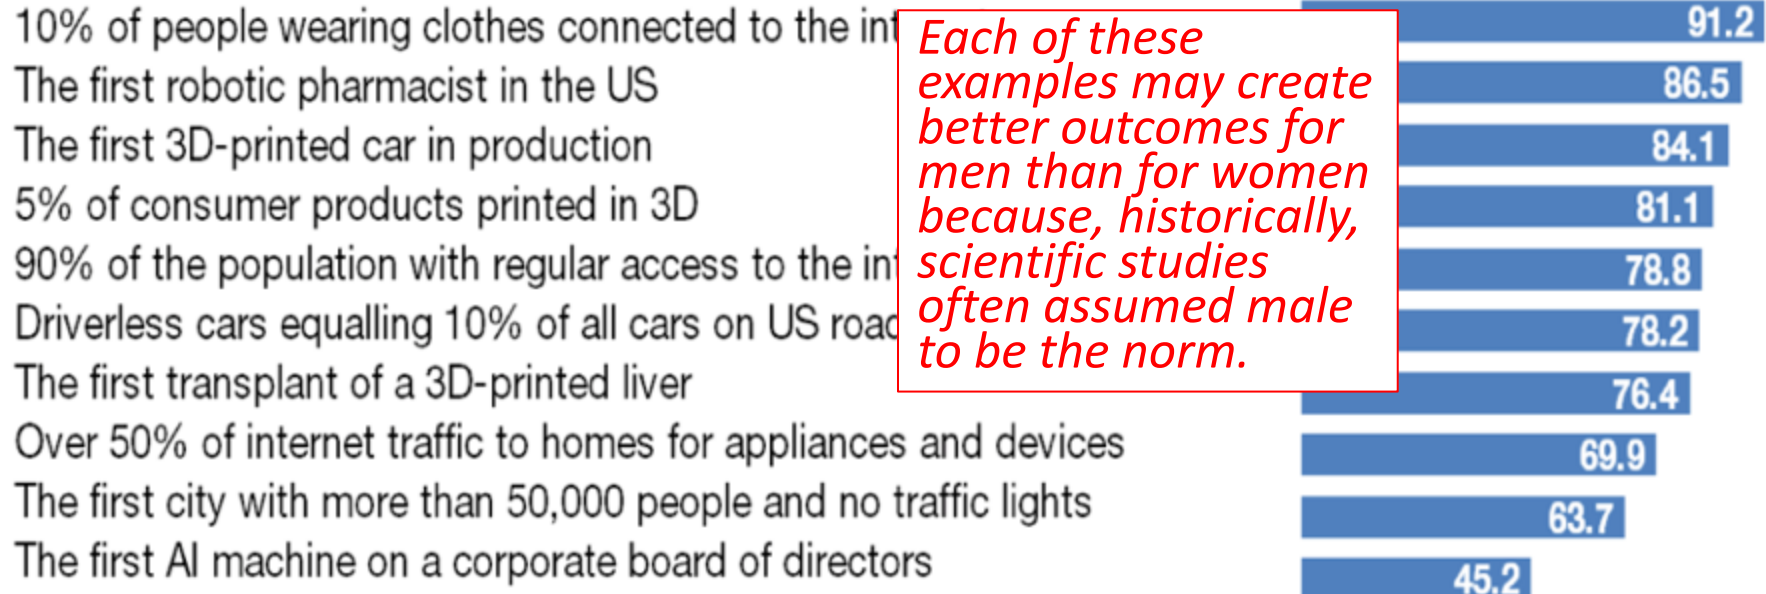 10% of people wearing clothes connected to the int
91.2
The first robotic pharmacist in the US
86.5
The first 3D-printed car in production
84.1
5% of consumer products printed in 3D
81.1
90% of the population with regular access to the in
78.8
Driverless cars equalling 10% of all cars on US road
78.2
The first transplant of a 3D-printed liver
76.4
Over 50% of internet traffic to homes for appliances and devices
69.9
The first city with more than 50,000 people and no traffic lights
63.7
The first AI machine on a corporate board of directors
45.2
Each of these
examples may create
better outcomes for
men than for women
because, historically,
scientific studies
often assumed male
to be the norm.